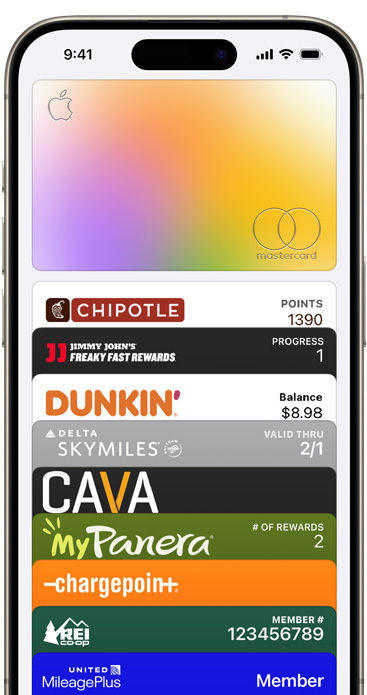 9:41
mastercard
CHIPOTLE
POINTS
1390
JIMMY JOHN'S
FREAKY FAST REWARDS
PROGRESS
1
DUNKIN'
Balance
$8.98
DELTA
SKYMILES
VALID THRU
2/1
CAVA
MyPanera
# OF REWARDS
2
-chargepoin+
REI
co-op
MEMBER #
123456789
UNITED
MileagePlus
Member